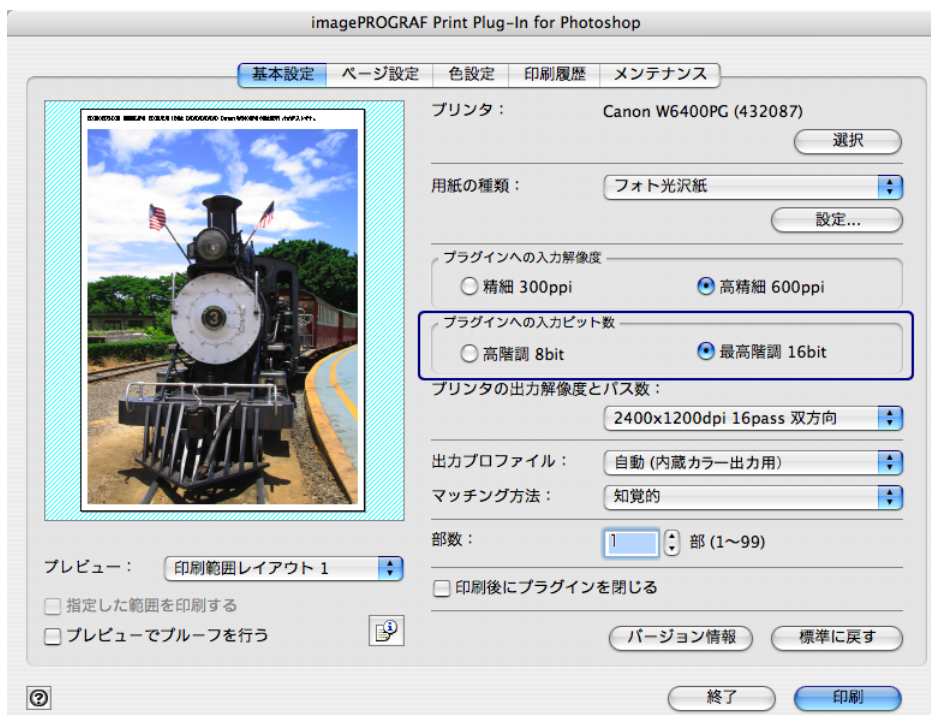 imagePROGRAF Print Plug-In for Photoshop
基本設定 ページ設定 色設定 印刷履歴 メンテナンス
プリンタ： Canon W6400PG (432087)
選択
用紙の種類： フォト光沢紙
設定...
プラグインへの入力解像度
精細 300ppi 高精細 600ppi
プラグインへの入力ビット数
高階調 8bit 最高階調 16bit
プリンタの出力解像度とパス数：
2400x1200dpi 16pass 双方向
出力プロファイル： 自動 (内蔵カラー出力用)
マッチング方法： 知覚的
部数： 1 部 (1〜99)
印刷後にプラグインを閉じる
バージョン情報 標準に戻す
3
プレビュー： 印刷範囲レイアウト 1
指定した範囲を印刷する
プレビューでプルーフを行う
?
終了 印刷